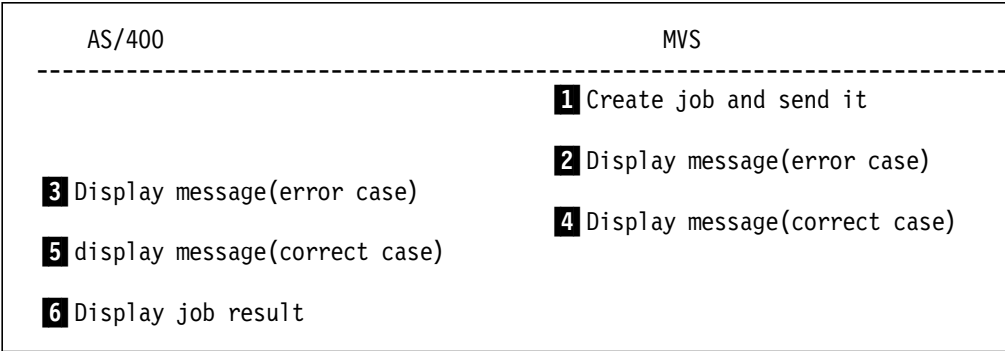 AS/400 MVS
------------------------------------------------------------------------------------
1 Create job and send it
2 Display message(error case)
3 Display message(error case)
4 Display message(correct case)
5 display message(correct case)
6 Display job result